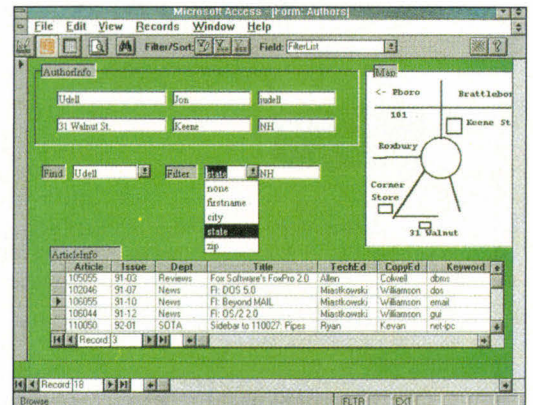 Microsoft Access - [Form: Authors]
File Edit View Records Window Help
Filter/Sort: Field: FilterList
AuthorInfo
Udell Jon judell
31 Walnut St. Keene NH
Map
<- Pboro Brattlebor
101
Keene St
Roxbury
Corner
Store
31 Walnut
Find Udell Filter state NH
none
firstname
city
state
zip
ArticleInfo
Article Issue Dept Title TechEd CopyEd Keyword
105055 91-03 Reviews Fox Software's FoxPro 2.0 Allen Colwell dbms
102046 91-07 News FI: DOS 5.0 Miastkowski Williamson dos
106055 91-10 News FI: Beyond MAIL Miastkowski Williamson email
106044 91-12 News FI: OS/2 2.0 Miastkowski Williamson gui
110050 92-01 SOTA Sidebar to 110027: Pipes Ryan Kevan net-ipc
Record 3
Record 18
Browse FLTR EXT